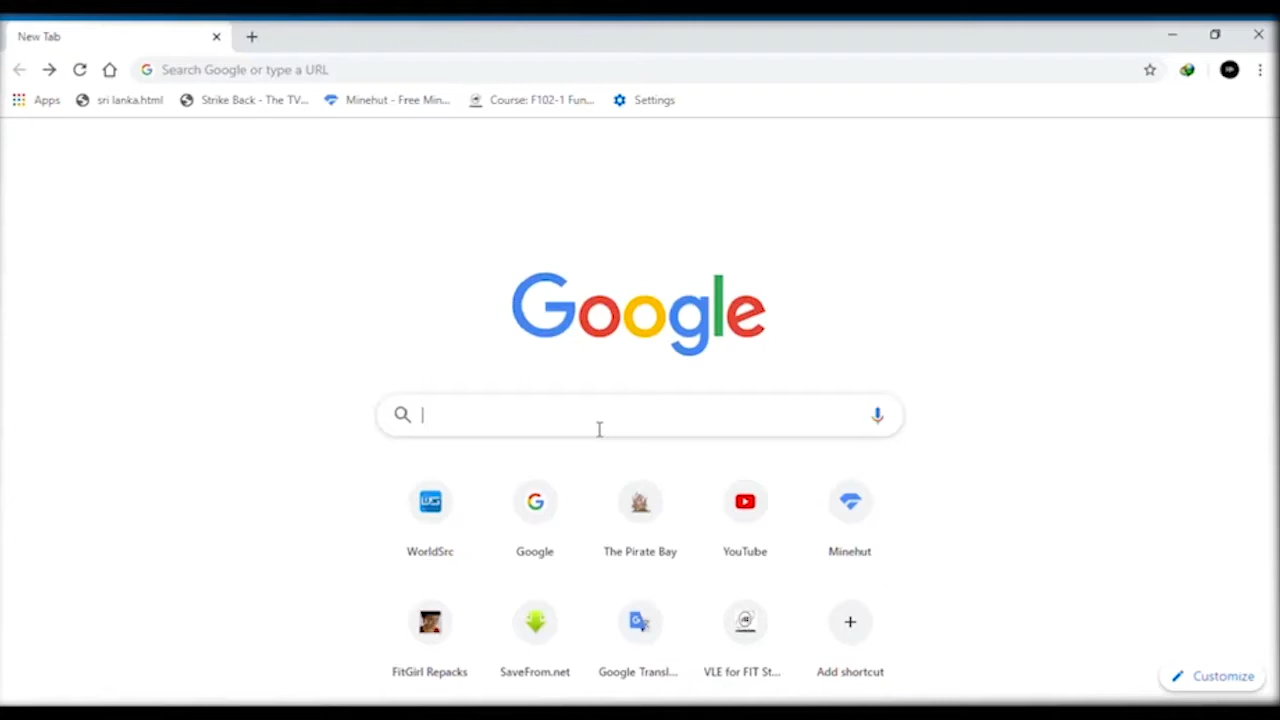 New Tab
Search Google or type a URL
Apps sri lanka.html Strike Back - The TV... Minehut - Free Min... Course: F102-1 Fun... Settings
Google
WorldSrc Google The Pirate Bay YouTube Minehut
FitGirl Repacks SaveFrom.net Google Transl... VLE for FIT St... Add shortcut
Customize